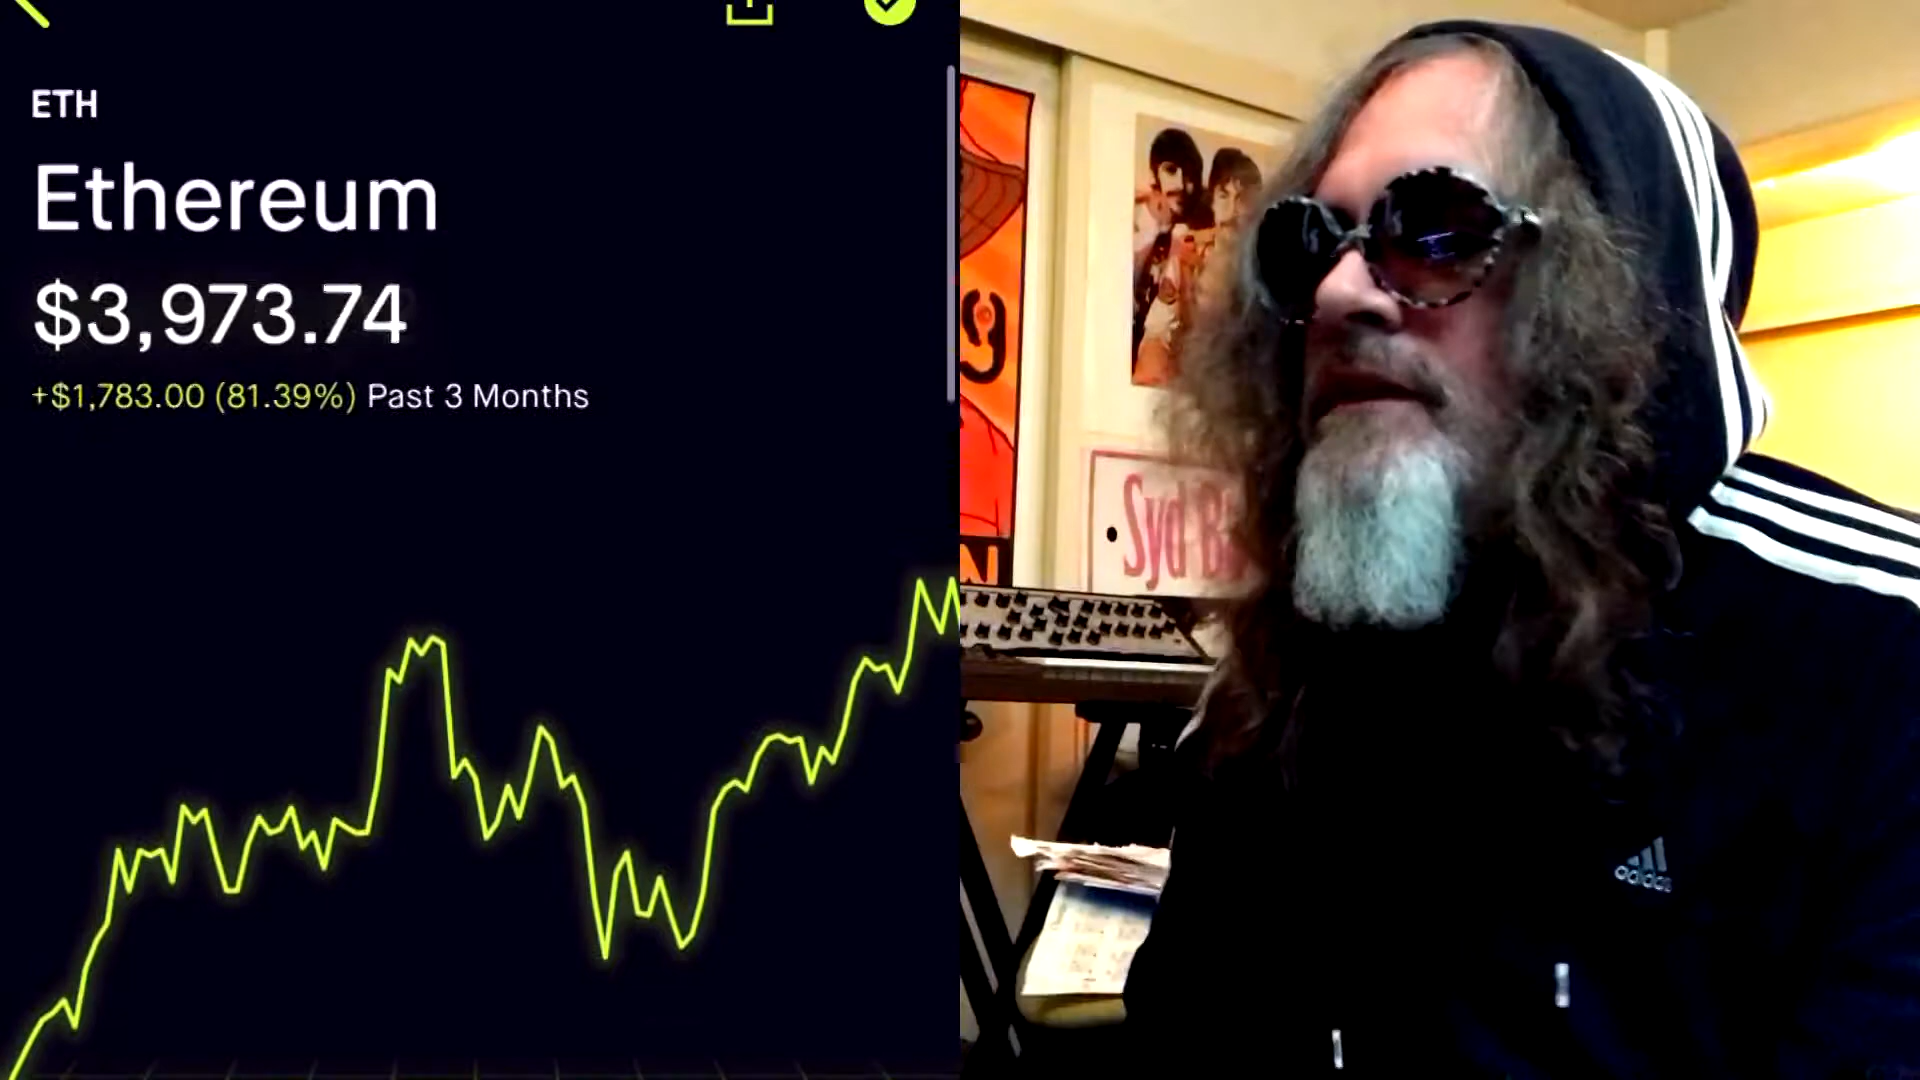 ETH
Ethereum
$3,973.74
+$1,783.00 (81.39%) Past 3 Months
Syd
adidas